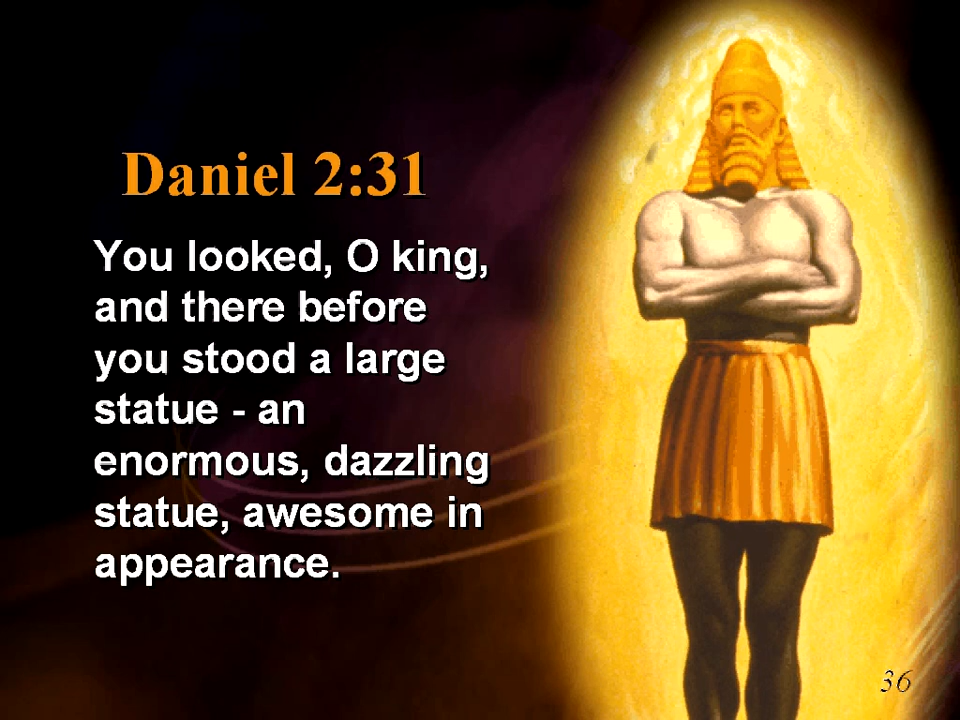 Daniel 2:31
You looked, O king,
and there before
you stood a large
statue - an
enormous, dazzling
statue, awesome in
appearance.
36